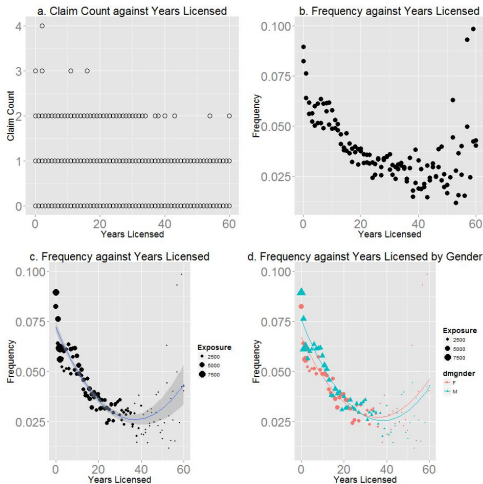 a. Claim Count against Years Licensed
4
3
2
1
0
Claim Count
0
20
40
60
Years Licensed
b. Frequency against Years Licensed
0.100
0.075
0.050
0.025
Frequency
0
20
40
60
Years Licensed
c. Frequency against Years Licensed
0.100
0.075
0.050
0.025
Frequency
0
20
40
60
Years Licensed
Exposure
2500
5000
7500
d. Frequency against Years Licensed by Gender
0.100
0.075
0.050
0.025
Frequency
0
20
40
60
Years Licensed
Exposure
2500
5000
7500
dmgnder
F
M